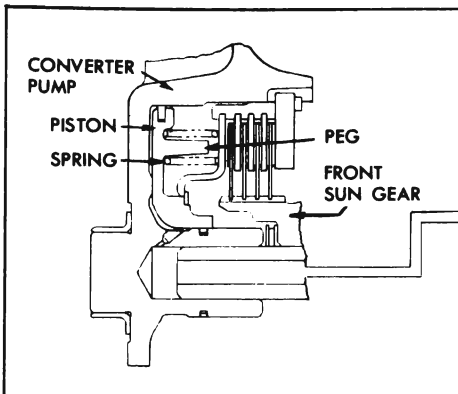 CONVERTER
PUMP
PISTON
SPRING
PEG
FRONT
SUN GEAR